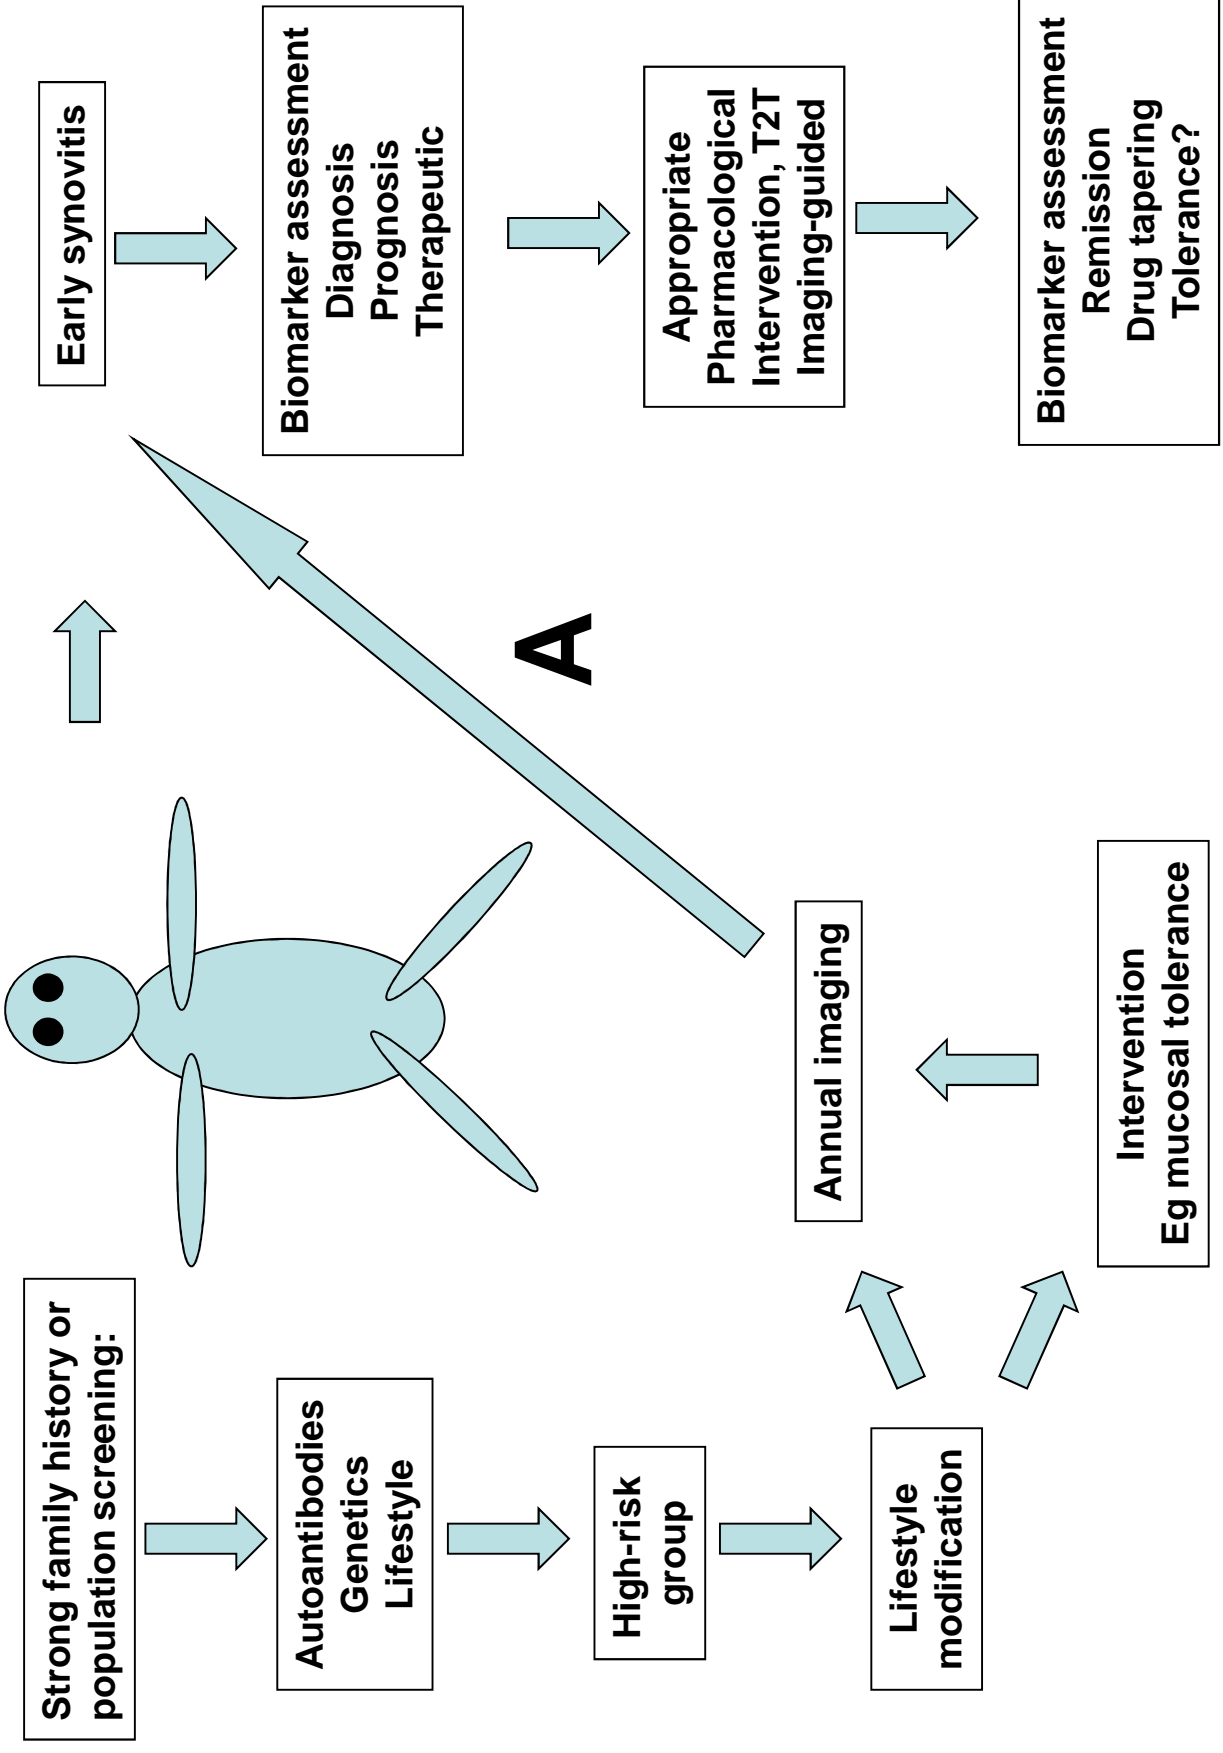 Strong family history or
population screening:
Autoantibodies
Genetics
Lifestyle
High-risk
group
Lifestyle
modification
Annual imaging
Intervention
Eg mucosal tolerance
A
Early synovitis
Biomarker assessment
Diagnosis
Prognosis
Therapeutic
Appropriate
Pharmacological
Intervention, T2T
Imaging-guided
Biomarker assessment
Remission
Drug tapering
Tolerance?